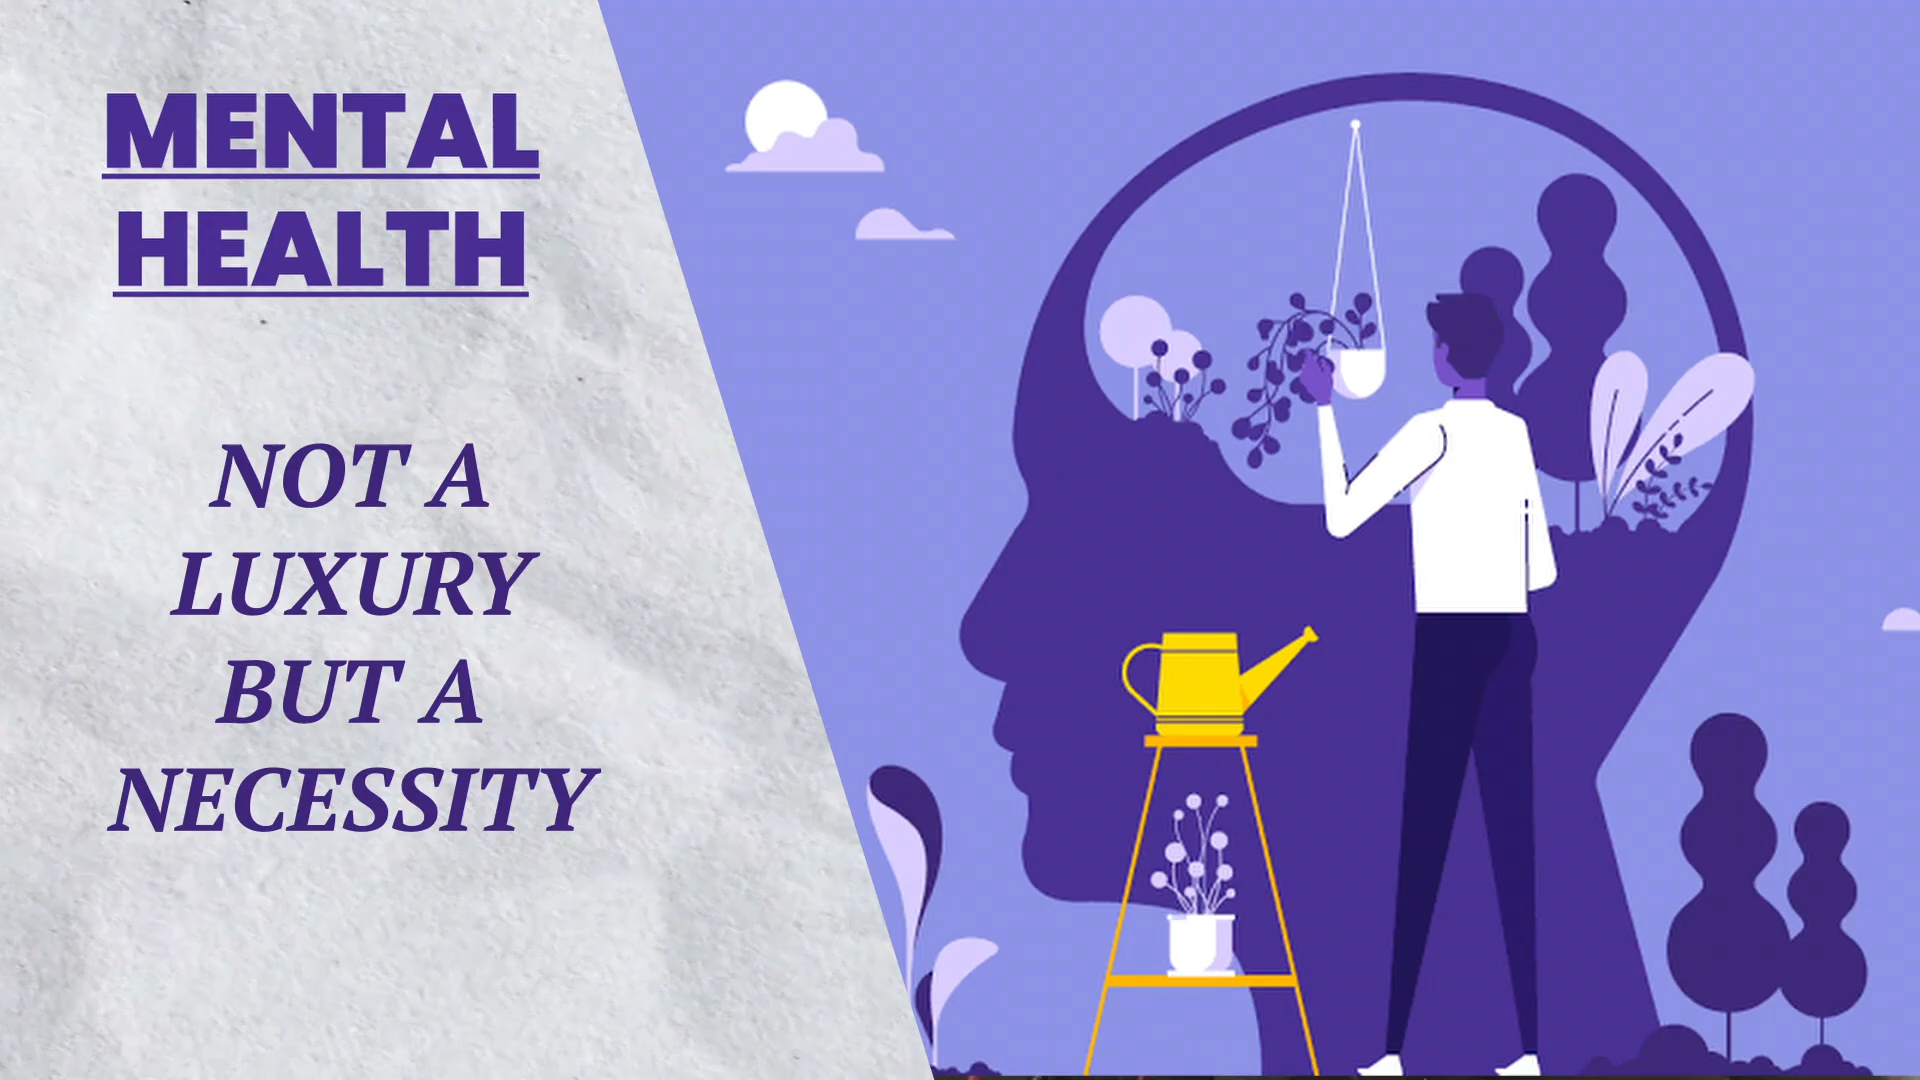 MENTAL
HEALTH
NOT A
LUXURY
BUT A
NECESSITY